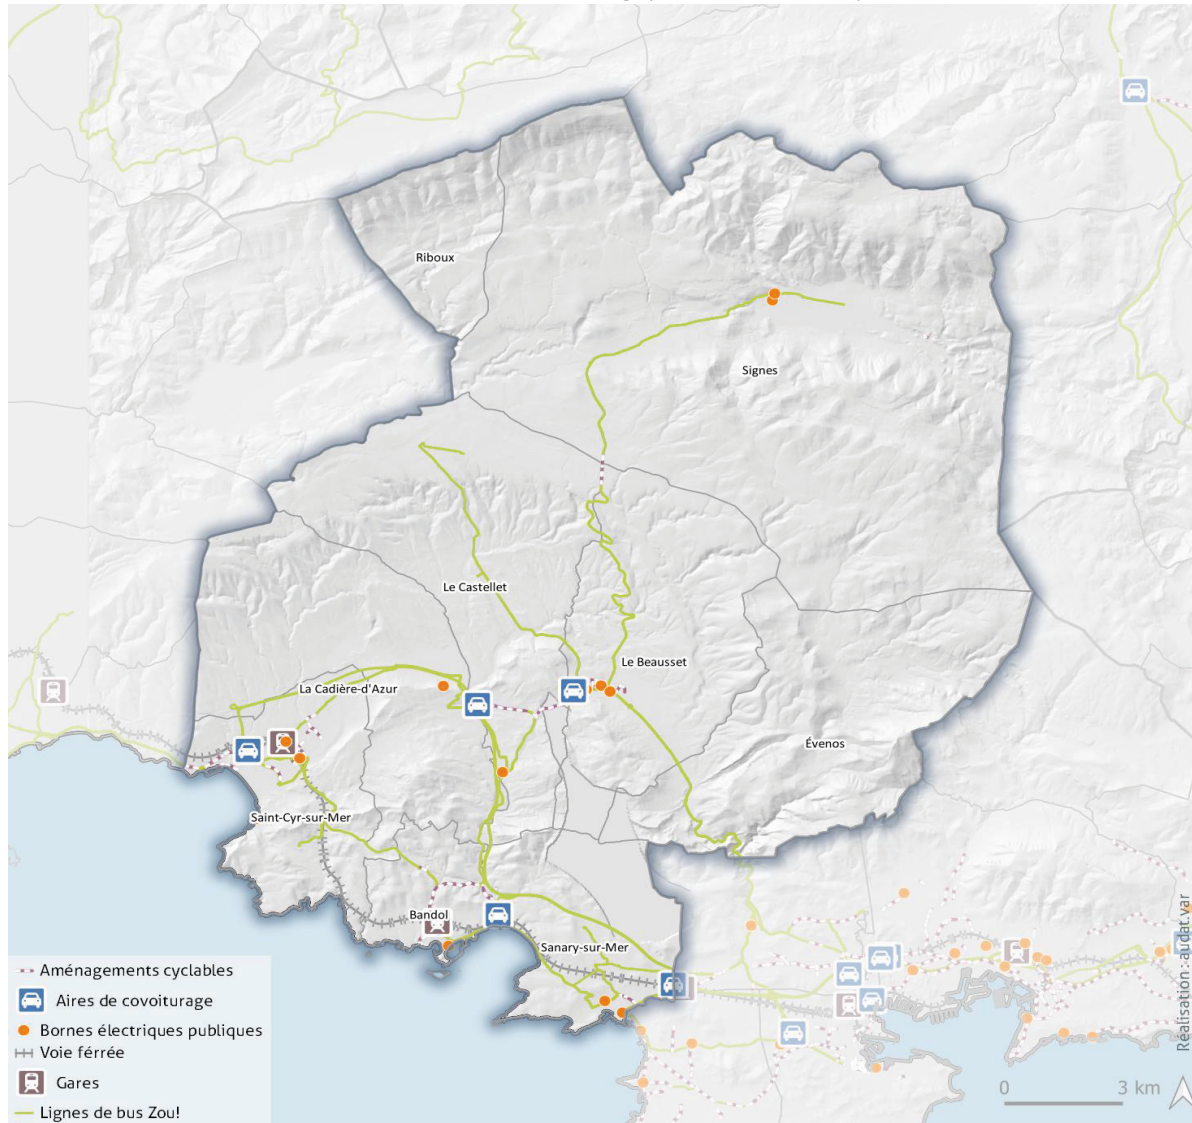 Riboux
Signes
Le Castellet
Le Beausset
La Cadière-d'Azur
Évenos
Saint-Cyr-sur-Mer
Bandol
Sanary-sur-Mer
Aménagements cyclables
Aires de covoiturage
Bornes électriques publiques
Voie férrée
Gares
Lignes de bus Zou!
0 3 km
Réalisation : audat.var